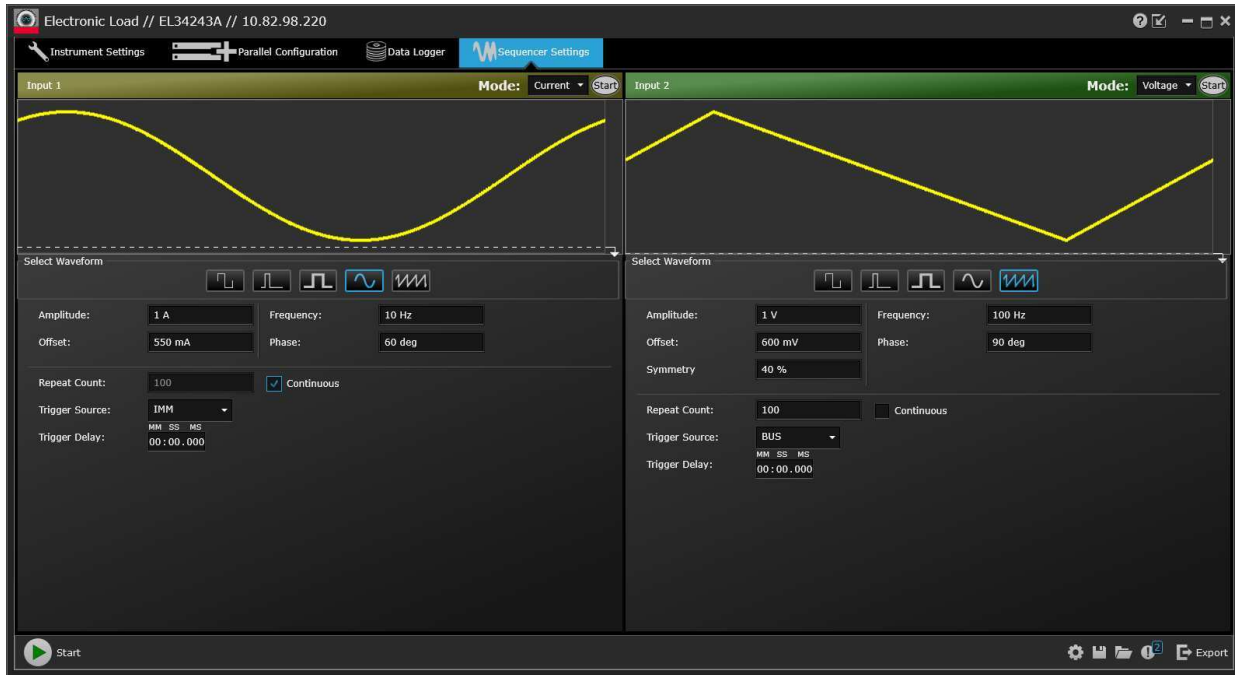 Electronic Load // EL34243A // 10.82.98.220
Instrument Settings Parallel Configuration Data Logger Sequencer Settings
Input 1 Mode: Current Start
Input 2 Mode: Voltage Start
Select Waveform
Amplitude: 1 A Frequency: 10 Hz
Offset: 550 mA Phase: 60 deg
Repeat Count: 100 Continuous
Trigger Source: IMM
MM SS MS
Trigger Delay: 00:00.000
Select Waveform
Amplitude: 1 V Frequency: 100 Hz
Offset: 600 mV Phase: 90 deg
Symmetry 40 %
Repeat Count: 100 Continuous
Trigger Source: BUS
MM SS MS
Trigger Delay: 00:00.000
Start 2 Export